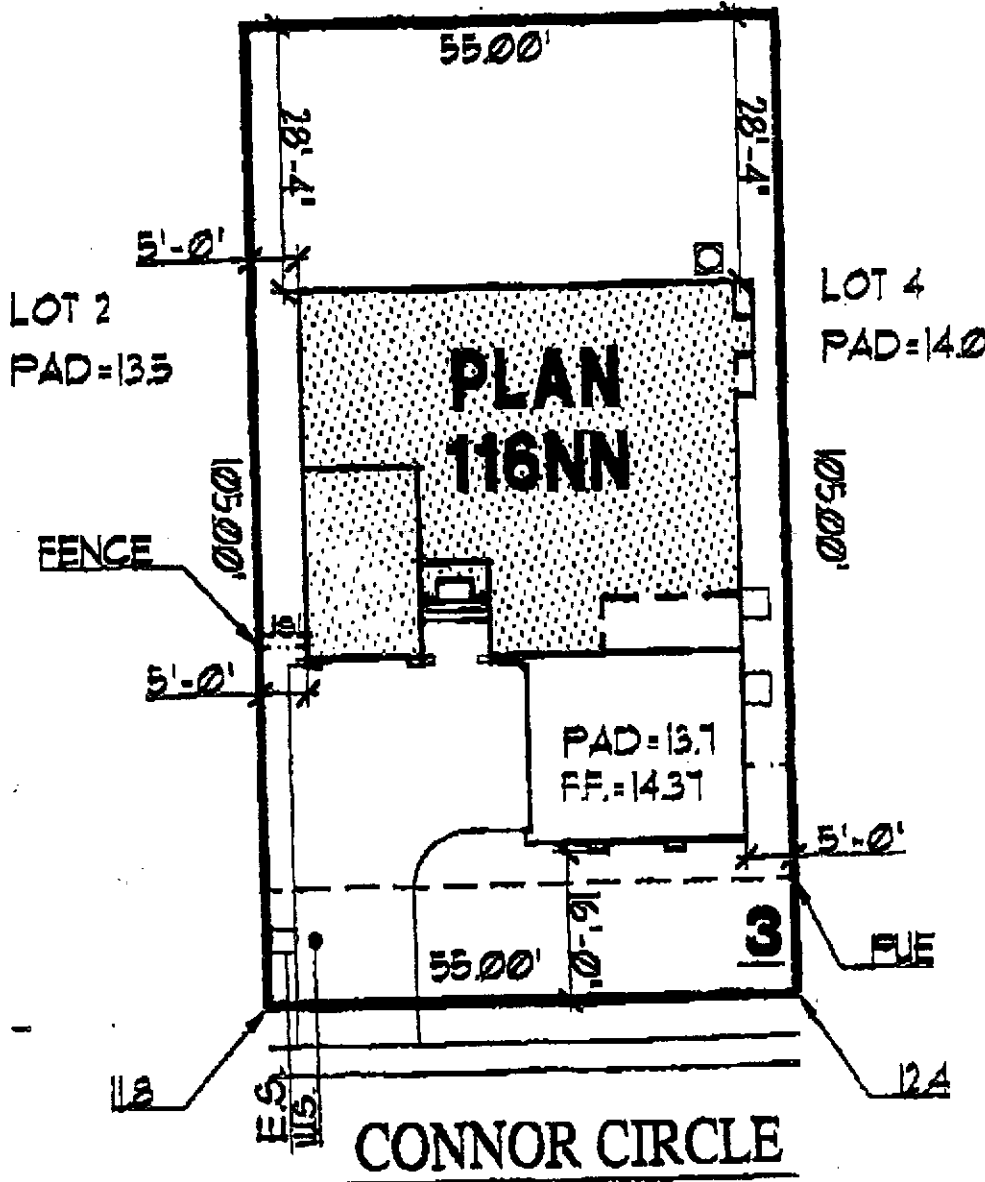 55.00'
28'-4'
28'-4'
5'-0'
LOT 2
PAD=13.5
LOT 4
PAD=14.0
PLAN
116NN
105.00'
105.00'
FENCE
5'-0'
PAD=13.7
F.F.=14.37
5'-0'
16'-0'
3
55.00'
PUE
11.8
12.4
E.S.
W.S.
CONNOR CIRCLE